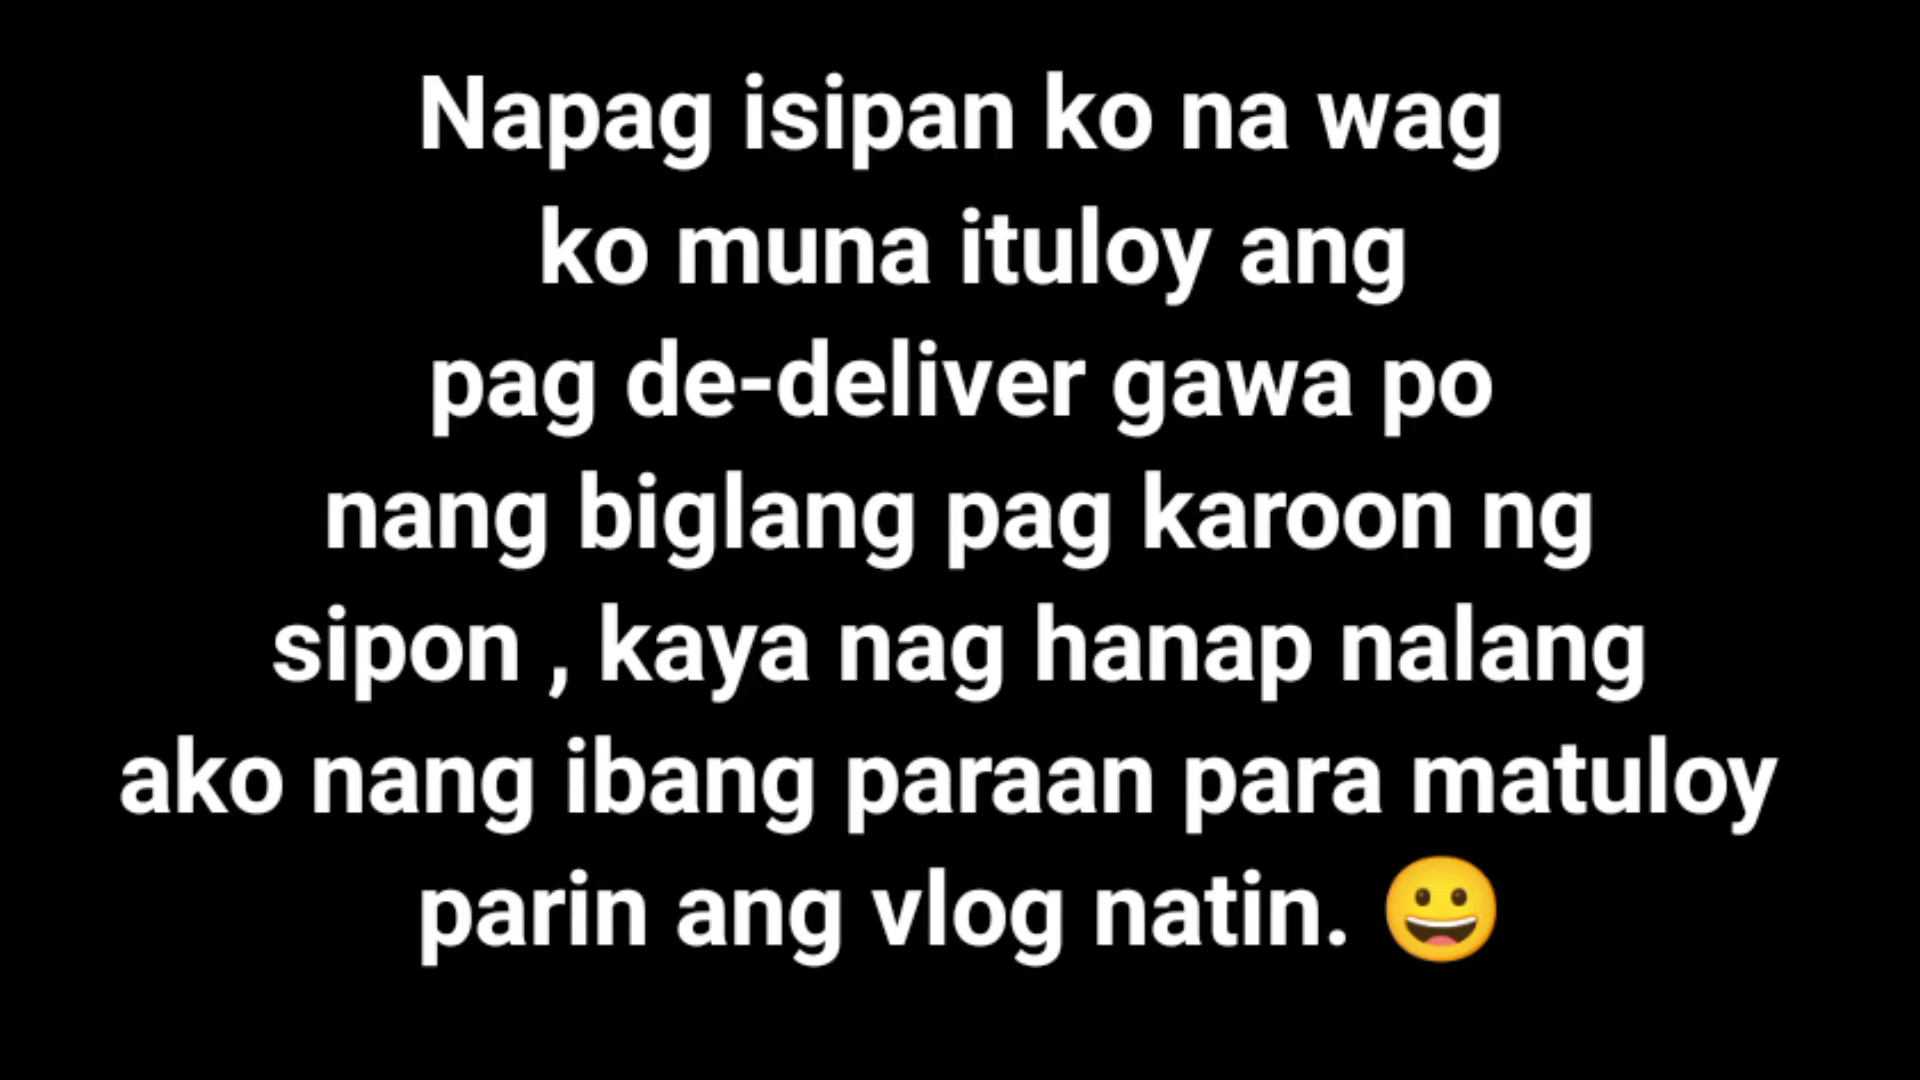 Napag isipan ko na wag
ko muna ituloy ang
pag de-deliver gawa po
nang biglang pag karoon ng
sipon , kaya nag hanap nalang
ako nang ibang paraan para matuloy
parin ang vlog natin. 😀